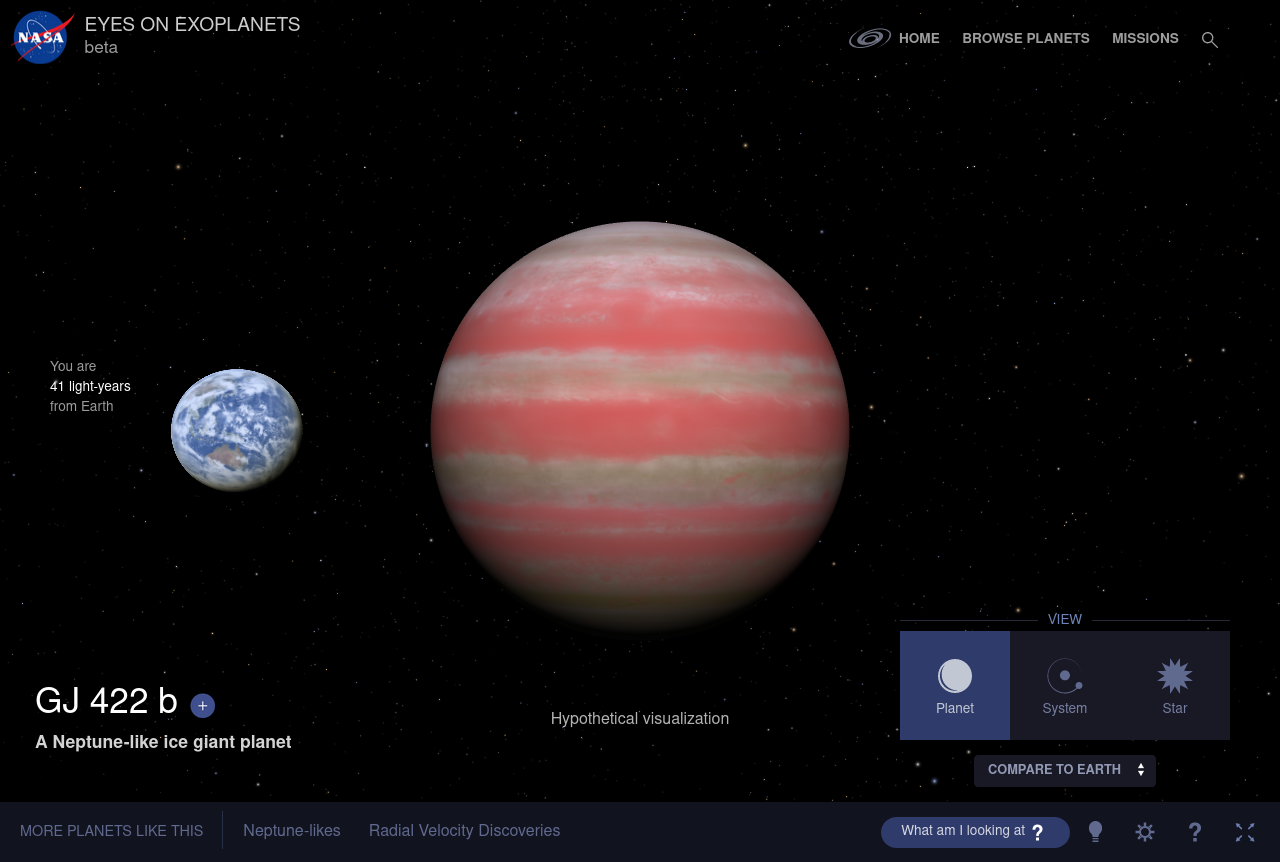 NASA
EYES ON EXOPLANETS
beta
HOME
BROWSE PLANETS
MISSIONS
You are
41 light-years
from Earth
GJ 422 b +
A Neptune-like ice giant planet
Hypothetical visualization
VIEW
Planet
System
Star
COMPARE TO EARTH
MORE PLANETS LIKE THIS
Neptune-likes
Radial Velocity Discoveries
What am I looking at ?
?